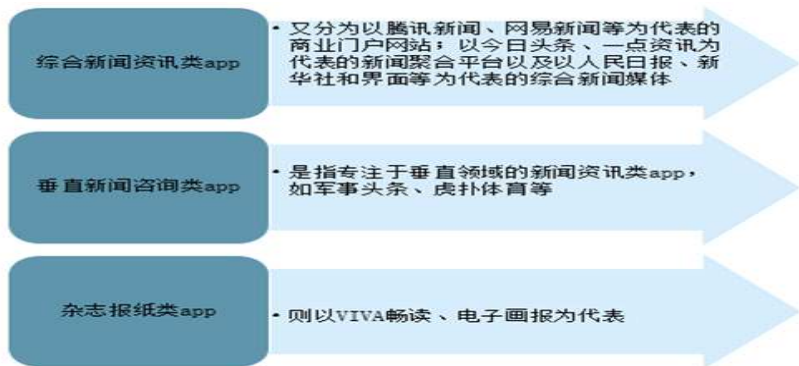 综合新闻资讯类app
• 又分为以腾讯新闻、网易新闻等为代表的
商业门户网站；以今日头条、一点资讯为
代表的新闻聚合平台以及以人民日报、新
华社和界面等为代表的综合新闻媒体
垂直新闻咨询类app
• 是指专注于垂直领域的新闻资讯类app，
如军事头条、虎扑体育等
杂志报纸类app
• 则以VIVA畅读、电子画报为代表